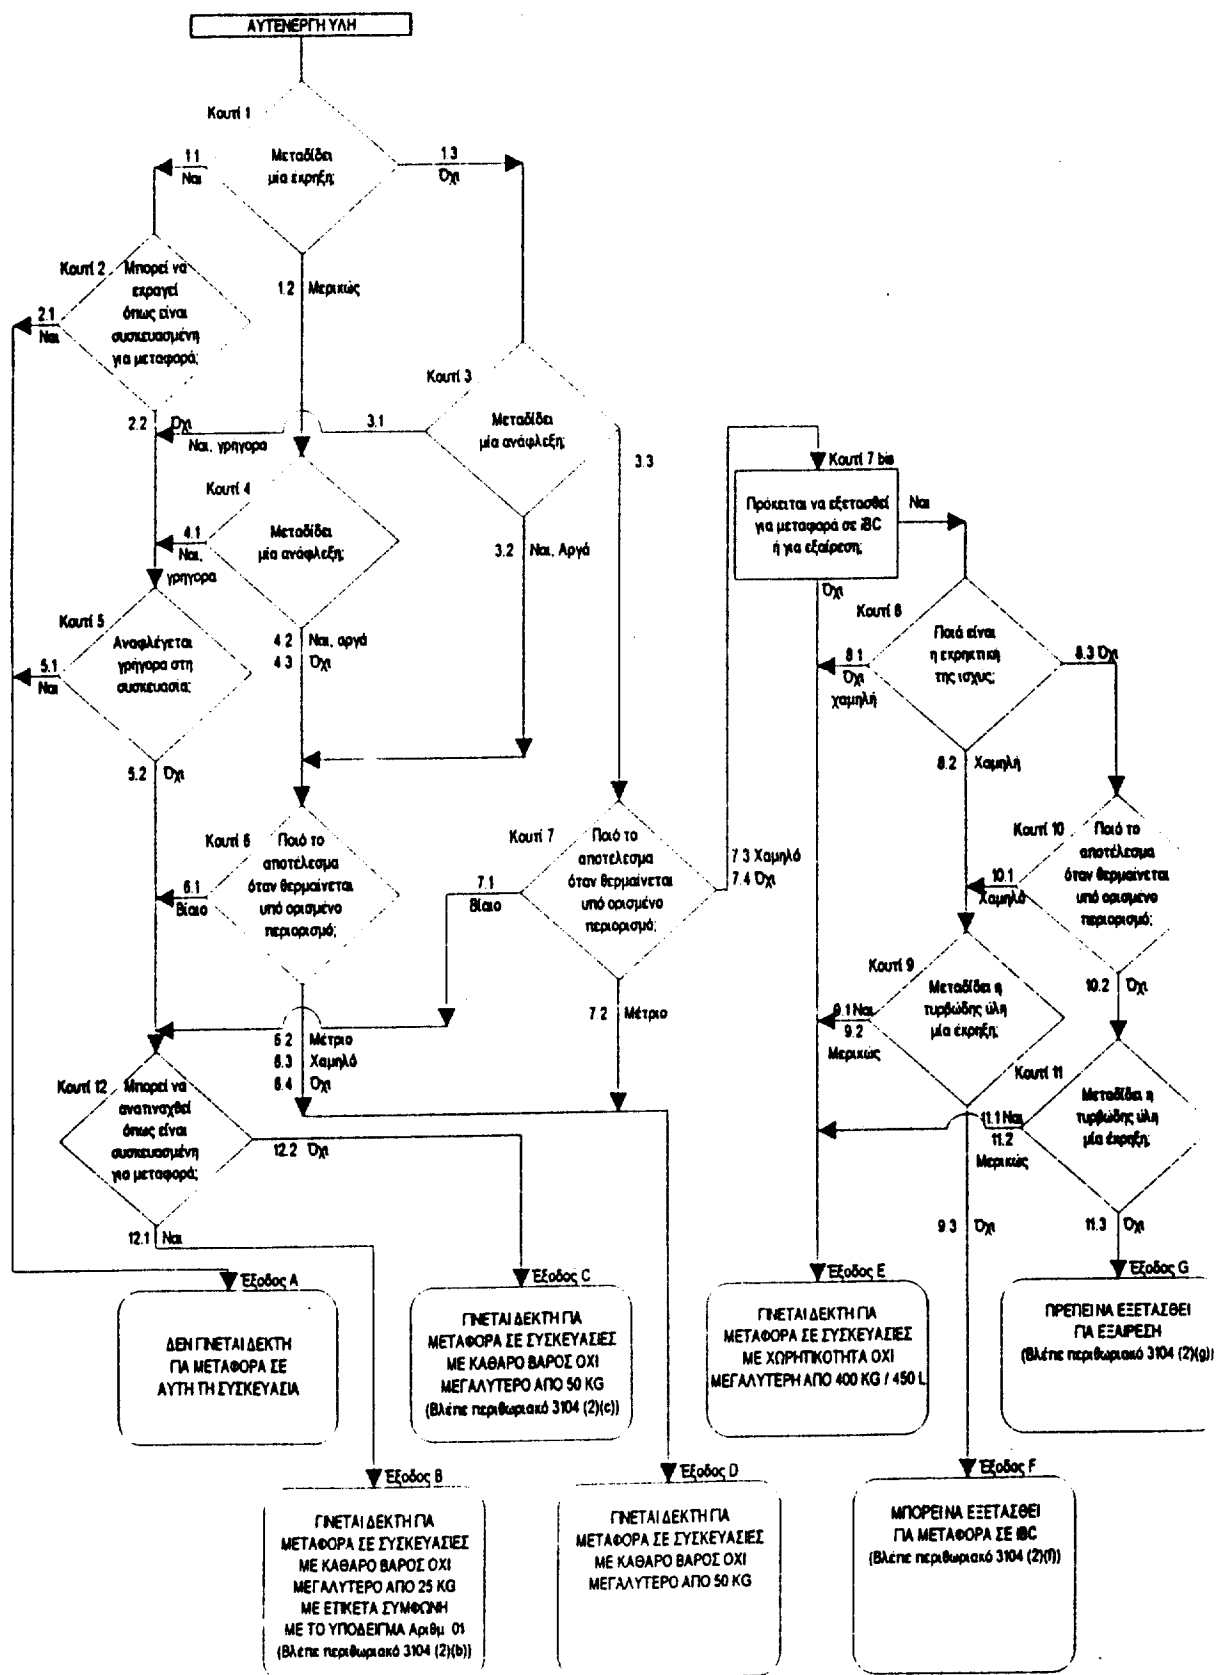 ΑΥΤΕΝΕΡΓΗ ΥΛΗ
Κουτί 1
Μεταδίδει
μία έκρηξη;
1.1
Ναι
1.3
Όχι
1.2 Μερικώς
Κουτί 2
Μπορεί να
εκραγεί
όπως είναι
συσκευασμένη
για μεταφορά;
2.1
Ναι
2.2 Όχι
Κουτί 3
Μεταδίδει
μία ανάφλεξη;
3.1
Ναι, γρηγορα
3.2 Ναι, Αργά
3.3
Κουτί 4
Μεταδίδει
μία ανάφλεξη;
4.1
Ναι,
γρηγορα
4.2 Ναι, αργά
4.3 Όχι
Κουτί 5
Αναφλέγεται
γρήγορα στη
συσκευασία;
5.1
Ναι
5.2 Όχι
Κουτί 6
Ποιό το
αποτέλεσμα
όταν θερμαίνεται
υπό ορισμένο
περιορισμό;
6.1
Βίαιο
6.2 Μέτριο
6.3 Χαμηλό
6.4 Όχι
Κουτί 7
Ποιό το
αποτέλεσμα
όταν θερμαίνεται
υπό ορισμένο
περιορισμό;
7.1
Βίαιο
7.2 Μέτριο
7.3 Χαμηλό
7.4 Όχι
Κουτί 7 bis
Πρόκειται να εξετασθεί
για μεταφορά σε IBC
ή για εξαίρεση;
Ναι
Όχι
Κουτί 8
Ποιά είναι
η εκρηκτική
της ισχυς;
8.1
Όχι
χαμηλή
8.2 Χαμηλή
8.3 Όχι
Κουτί 9
Μεταδίδει η
τυρβώδης ύλη
μία έκρηξη;
9.1 Ναι
9.2
Μερικώς
9.3 Όχι
Κουτί 10
Ποιό το
αποτέλεσμα
όταν θερμαίνεται
υπό ορισμένο
περιορισμό;
10.1
Χαμηλό
10.2 Όχι
Κουτί 11
Μεταδίδει η
τυρβώδης ύλη
μία έκρηξη;
11.1 Ναι
11.2
Μερικώς
11.3 Όχι
Κουτί 12
Μπορεί να
ανατιναχθεί
όπως είναι
συσκευασμένη
για μεταφορά;
12.2 Όχι
12.1 Ναι
Έξοδος A
ΔΕΝ ΓΙΝΕΤΑΙ ΔΕΚΤΗ
ΓΙΑ ΜΕΤΑΦΟΡΑ ΣΕ
ΑΥΤΗ ΤΗ ΣΥΣΚΕΥΑΣΙΑ
Έξοδος C
ΓΙΝΕΤΑΙ ΔΕΚΤΗ ΓΙΑ
ΜΕΤΑΦΟΡΑ ΣΕ ΣΥΣΚΕΥΑΣΙΕΣ
ΜΕ ΚΑΘΑΡΟ ΒΑΡΟΣ ΟΧΙ
ΜΕΓΑΛΥΤΕΡΟ ΑΠΟ 50 KG
(Βλέπε περιθωριακό 3104 (2)(c))
Έξοδος E
ΓΙΝΕΤΑΙ ΔΕΚΤΗ ΓΙΑ
ΜΕΤΑΦΟΡΑ ΣΕ ΣΥΣΚΕΥΑΣΙΕΣ
ΜΕ ΧΩΡΗΤΙΚΟΤΗΤΑ ΟΧΙ
ΜΕΓΑΛΥΤΕΡΗ ΑΠΟ 400 KG / 450 L
Έξοδος G
ΠΡΕΠΕΙ ΝΑ ΕΞΕΤΑΣΘΕΙ
ΓΙΑ ΕΞΑΙΡΕΣΗ
(Βλέπε περιθωριακό 3104 (2)(g))
Έξοδος B
ΓΙΝΕΤΑΙ ΔΕΚΤΗ ΓΙΑ
ΜΕΤΑΦΟΡΑ ΣΕ ΣΥΣΚΕΥΑΣΙΕΣ
ΜΕ ΚΑΘΑΡΟ ΒΑΡΟΣ ΟΧΙ
ΜΕΓΑΛΥΤΕΡΟ ΑΠΟ 25 KG
ΜΕ ΕΤΙΚΕΤΑ ΣΥΜΦΩΝΗ
ΜΕ ΤΟ ΥΠΟΔΕΙΓΜΑ Αριθμ 01
(Βλέπε περιθωριακό 3104 (2)(b))
Έξοδος D
ΓΙΝΕΤΑΙ ΔΕΚΤΗ ΓΙΑ
ΜΕΤΑΦΟΡΑ ΣΕ ΣΥΣΚΕΥΑΣΙΕΣ
ΜΕ ΚΑΘΑΡΟ ΒΑΡΟΣ ΟΧΙ
ΜΕΓΑΛΥΤΕΡΟ ΑΠΟ 50 KG
Έξοδος F
ΜΠΟΡΕΙ ΝΑ ΕΞΕΤΑΣΘΕΙ
ΓΙΑ ΜΕΤΑΦΟΡΑ ΣΕ IBC
(Βλέπε περιθωριακό 3104 (2)(f))